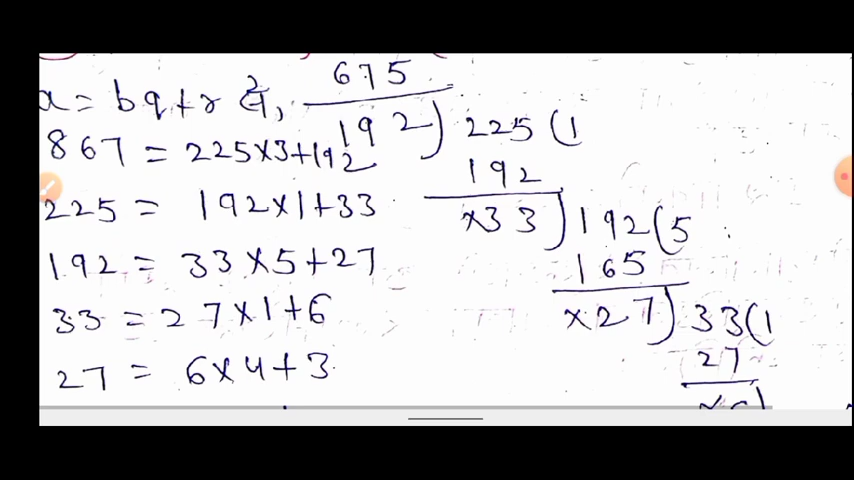 a = bq+r से,
867 = 225×3+192
225 = 192×1+33
192 = 33×5+27
33 = 27×1+6
27 = 6×4+3
675
192) 225 (1
192
×33) 192 (5
165
×27) 33 (1
27